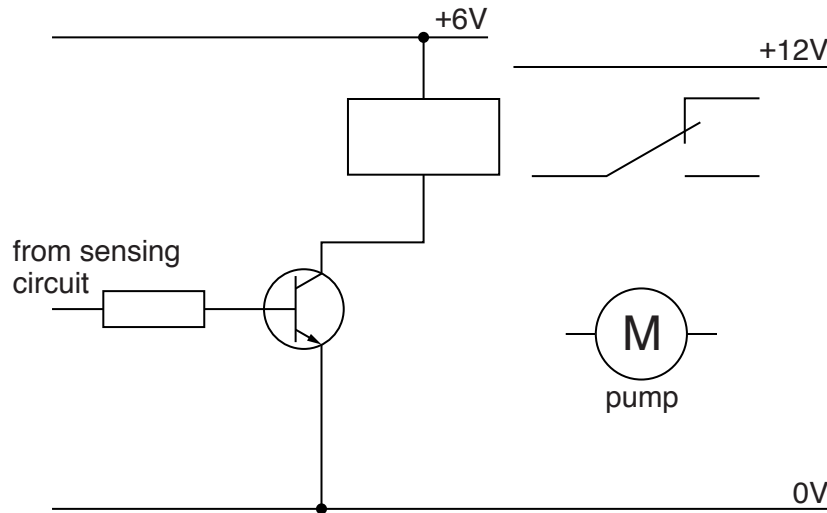 +6V
+12V
from sensing
circuit
M
pump
0V